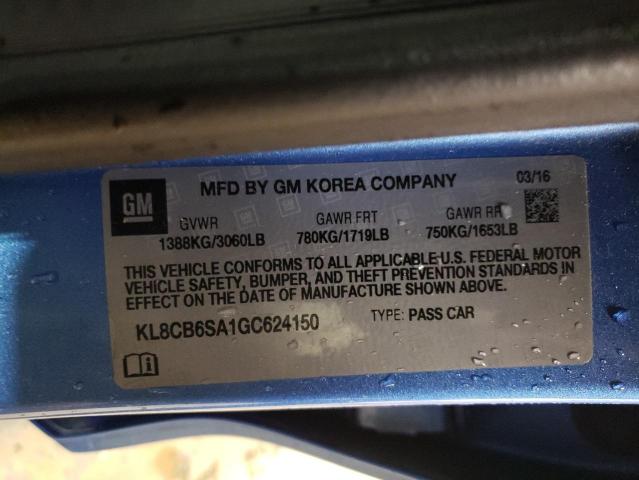 GM
MFD BY GM KOREA COMPANY
03/16
GVWR GAWR FRT GAWR RR
1388KG/3060LB 780KG/1719LB 750KG/1653LB
THIS VEHICLE CONFORMS TO ALL APPLICABLE U.S. FEDERAL MOTOR
VEHICLE SAFETY, BUMPER, AND THEFT PREVENTION STANDARDS IN
EFFECT ON THE DATE OF MANUFACTURE SHOWN ABOVE.
KL8CB6SA1GC624150
TYPE: PASS CAR